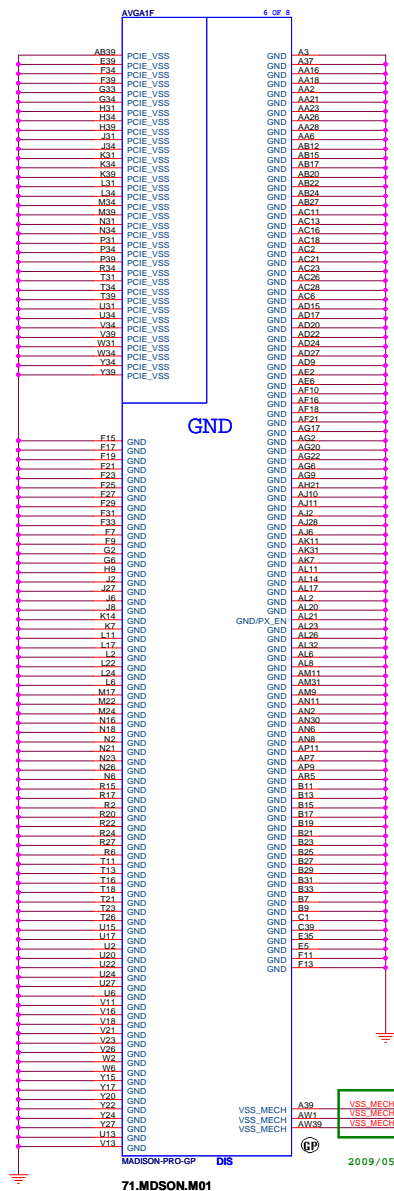 AVGA1F 6 OF 8
AB39 PCIE_VSS
E39 PCIE_VSS
F34 PCIE_VSS
F39 PCIE_VSS
G33 PCIE_VSS
G34 PCIE_VSS
H31 PCIE_VSS
H34 PCIE_VSS
H39 PCIE_VSS
J31 PCIE_VSS
J34 PCIE_VSS
K31 PCIE_VSS
K34 PCIE_VSS
K39 PCIE_VSS
L31 PCIE_VSS
L34 PCIE_VSS
M34 PCIE_VSS
M39 PCIE_VSS
N31 PCIE_VSS
N34 PCIE_VSS
P31 PCIE_VSS
P34 PCIE_VSS
P39 PCIE_VSS
R34 PCIE_VSS
T31 PCIE_VSS
T34 PCIE_VSS
T39 PCIE_VSS
U31 PCIE_VSS
U34 PCIE_VSS
V34 PCIE_VSS
V39 PCIE_VSS
W31 PCIE_VSS
W34 PCIE_VSS
Y34 PCIE_VSS
Y39 PCIE_VSS
GND
F15 GND
F17 GND
F19 GND
F21 GND
F23 GND
F25 GND
F27 GND
F29 GND
F31 GND
F33 GND
F7 GND
F9 GND
G2 GND
G6 GND
H9 GND
J2 GND
J27 GND
J6 GND
J8 GND
K14 GND
K7 GND
L11 GND
L17 GND
L2 GND
L22 GND
L24 GND
L6 GND
M17 GND
M22 GND
M24 GND
N16 GND
N18 GND
N2 GND
N21 GND
N23 GND
N26 GND
N6 GND
R15 GND
R17 GND
R2 GND
R20 GND
R22 GND
R24 GND
R27 GND
R6 GND
T11 GND
T13 GND
T16 GND
T18 GND
T21 GND
T23 GND
T26 GND
U15 GND
U17 GND
U2 GND
U20 GND
U22 GND
U24 GND
U27 GND
U6 GND
V11 GND
V16 GND
V18 GND
V21 GND
V23 GND
V26 GND
W2 GND
W6 GND
Y15 GND
Y17 GND
Y20 GND
Y22 GND
Y24 GND
Y27 GND
U13 GND
V13 GND
GND A3
GND A37
GND AA16
GND AA18
GND AA2
GND AA21
GND AA23
GND AA26
GND AA28
GND AA6
GND AB12
GND AB15
GND AB17
GND AB20
GND AB22
GND AB24
GND AB27
GND AC11
GND AC13
GND AC16
GND AC18
GND AC2
GND AC21
GND AC23
GND AC26
GND AC28
GND AC6
GND AD15
GND AD17
GND AD20
GND AD22
GND AD24
GND AD27
GND AD9
GND AE2
GND AE6
GND AF10
GND AF16
GND AF18
GND AF21
GND AG17
GND AG2
GND AG20
GND AG22
GND AG6
GND AG9
GND AH21
GND AJ10
GND AJ11
GND AJ2
GND AJ28
GND AJ6
GND AK11
GND AK31
GND AK7
GND AL11
GND AL14
GND AL17
GND AL2
GND AL20
GND/PX_EN AL21
GND AL23
GND AL26
GND AL32
GND AL6
GND AL8
GND AM11
GND AM31
GND AM9
GND AN11
GND AN2
GND AN30
GND AN6
GND AN8
GND AP11
GND AP7
GND AP9
GND AR5
GND B11
GND B13
GND B15
GND B17
GND B19
GND B21
GND B23
GND B25
GND B27
GND B29
GND B31
GND B33
GND B7
GND B9
GND C1
GND C39
GND E35
GND E5
GND F11
GND F13
VSS_MECH A39 VSS_MECH
VSS_MECH AW1 VSS_MECH
VSS_MECH AW39 VSS_MECH
GP
MADISON-PRO-GP DIS 2009/05
71.MDSON.M01